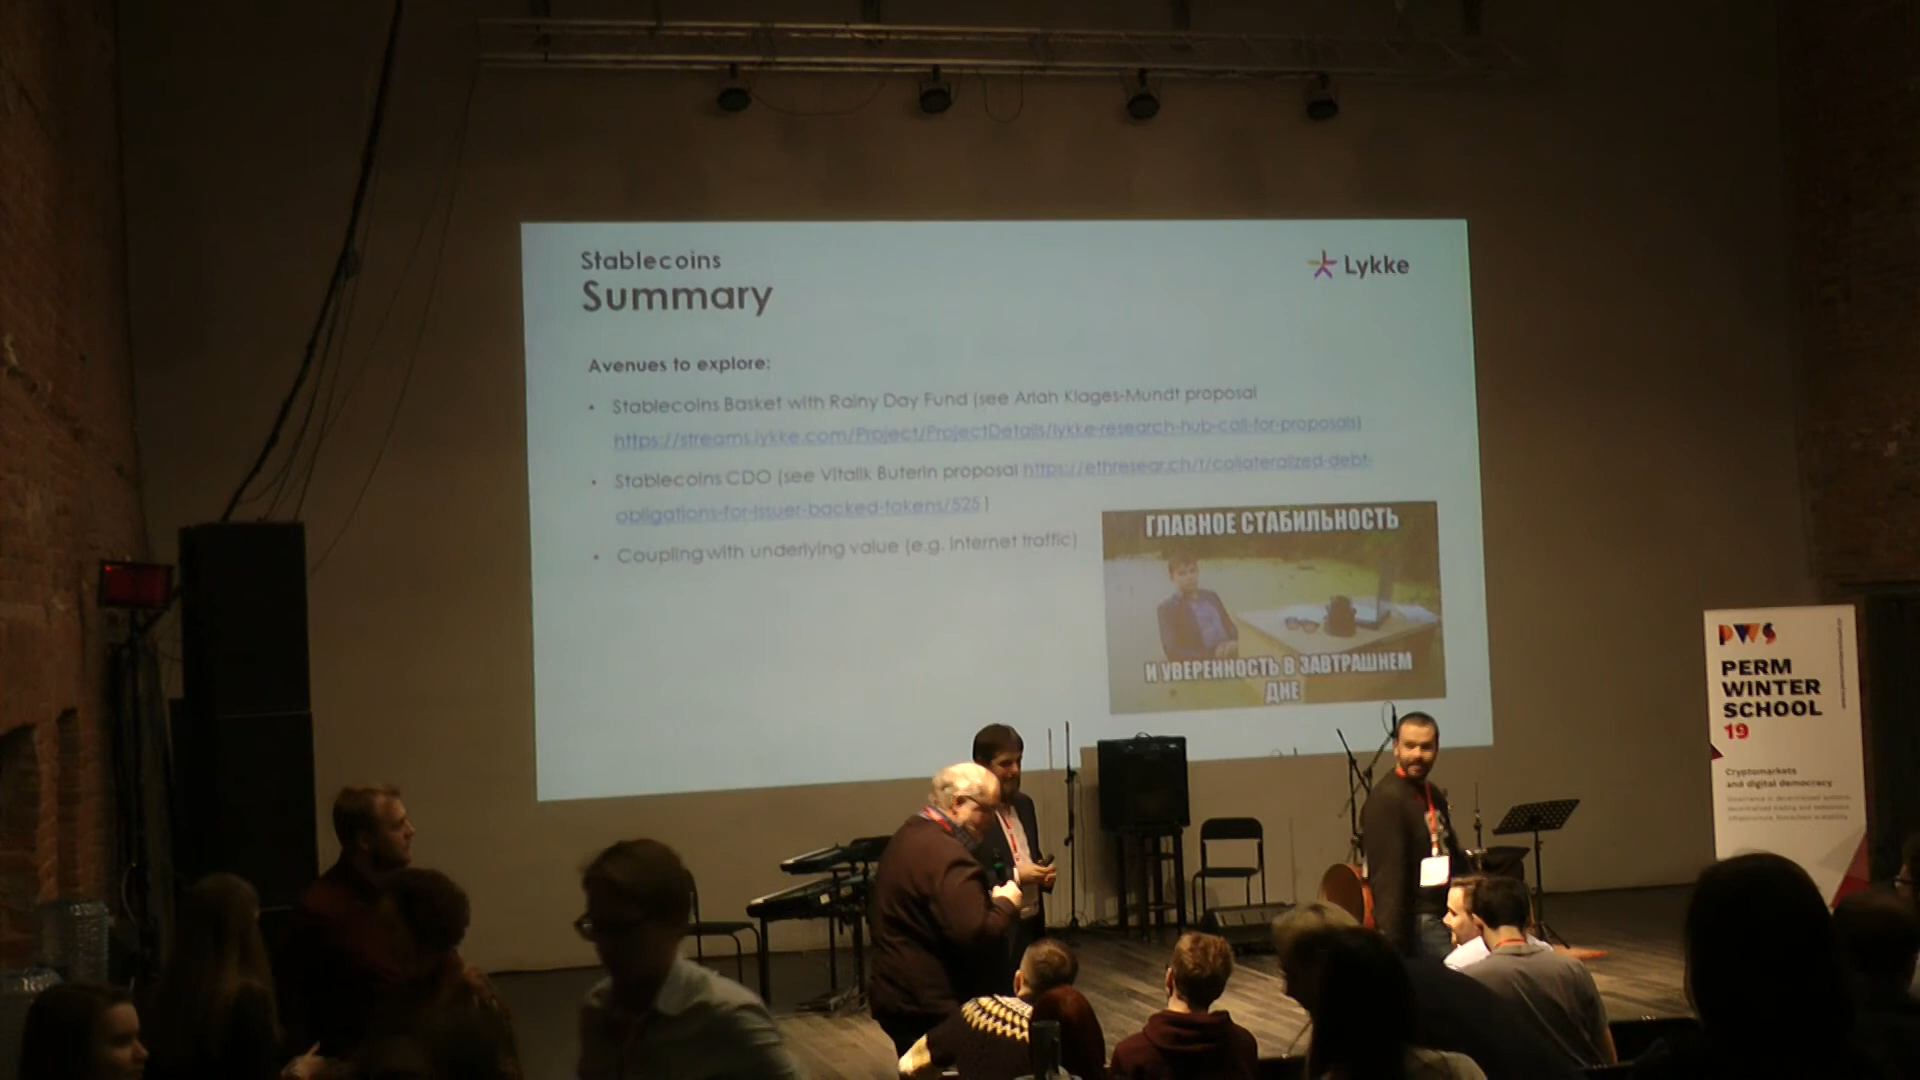 Stablecoins
Summary
Lykke
Avenues to explore:
• Stablecoins Basket with Rainy Day Fund (see Ariah Klages-Mundt proposal
https://streams.lykke.com/Project/ProjectDetails/lykke-research-hub-call-for-proposals)
• Stablecoins CDO (see Vitalik Buterin proposal https://ethresear.ch/t/collateralized-debt-
obligations-for-issuer-backed-tokens/525 )
• Coupling with underlying value (e.g. Internet traffic)
ГЛАВНОЕ СТАБИЛЬНОСТЬ
И УВЕРЕННОСТЬ В ЗАВТРАШНЕМ
ДНЕ
PWS
PERM
WINTER
SCHOOL
19
Cryptomarkets
and digital democracy